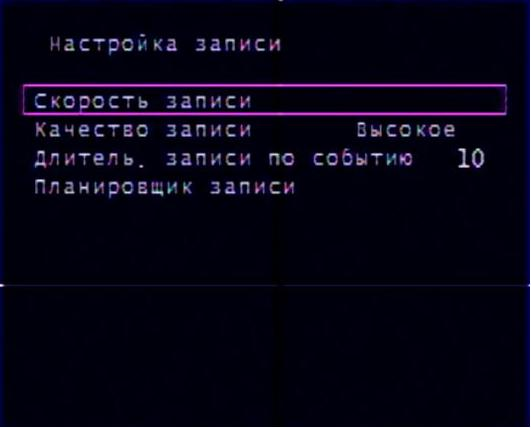 Настройка записи
Скорость записи
Качество записи Высокое
Длитель. записи по событию 10
Планировщик записи